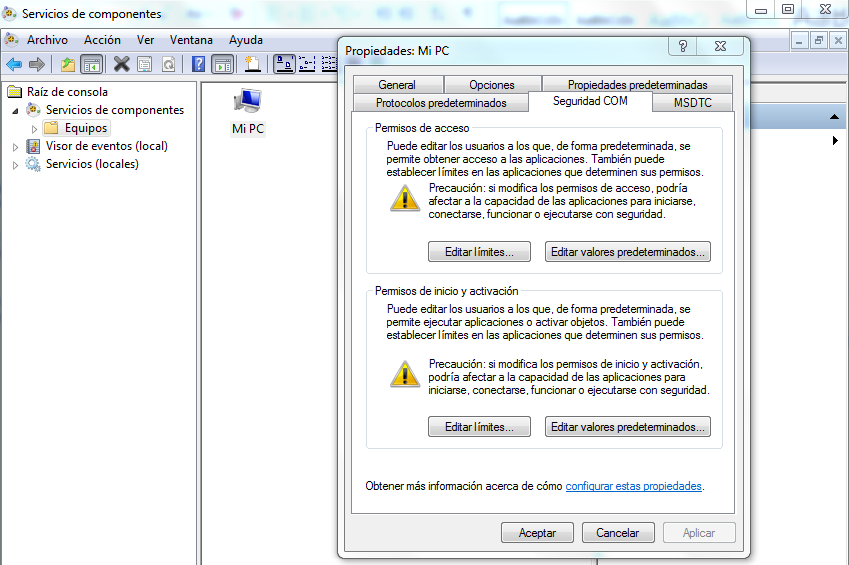 Servicios de componentes
Archivo Acción Ver Ventana Ayuda
Raíz de consola
Servicios de componentes
Equipos
Visor de eventos (local)
Servicios (locales)
Mi PC
Propiedades: Mi PC
General Opciones Propiedades predeterminadas
Protocolos predeterminados Seguridad COM MSDTC
Permisos de acceso
Puede editar los usuarios a los que, de forma predeterminada, se
permite obtener acceso a las aplicaciones. También puede
establecer límites en las aplicaciones que determinen sus permisos.
Precaución: si modifica los permisos de acceso, podría
afectar a la capacidad de las aplicaciones para iniciarse,
conectarse, funcionar o ejecutarse con seguridad.
Editar límites... Editar valores predeterminados...
Permisos de inicio y activación
Puede editar los usuarios a los que, de forma predeterminada, se
permite ejecutar aplicaciones o activar objetos. También puede
establecer límites en las aplicaciones que determinen sus permisos.
Precaución: si modifica los permisos de inicio y activación,
podría afectar a la capacidad de las aplicaciones para
iniciarse, conectarse, funcionar o ejecutarse con seguridad.
Editar límites... Editar valores predeterminados...
Obtener más información acerca de cómo configurar estas propiedades.
Aceptar Cancelar Aplicar